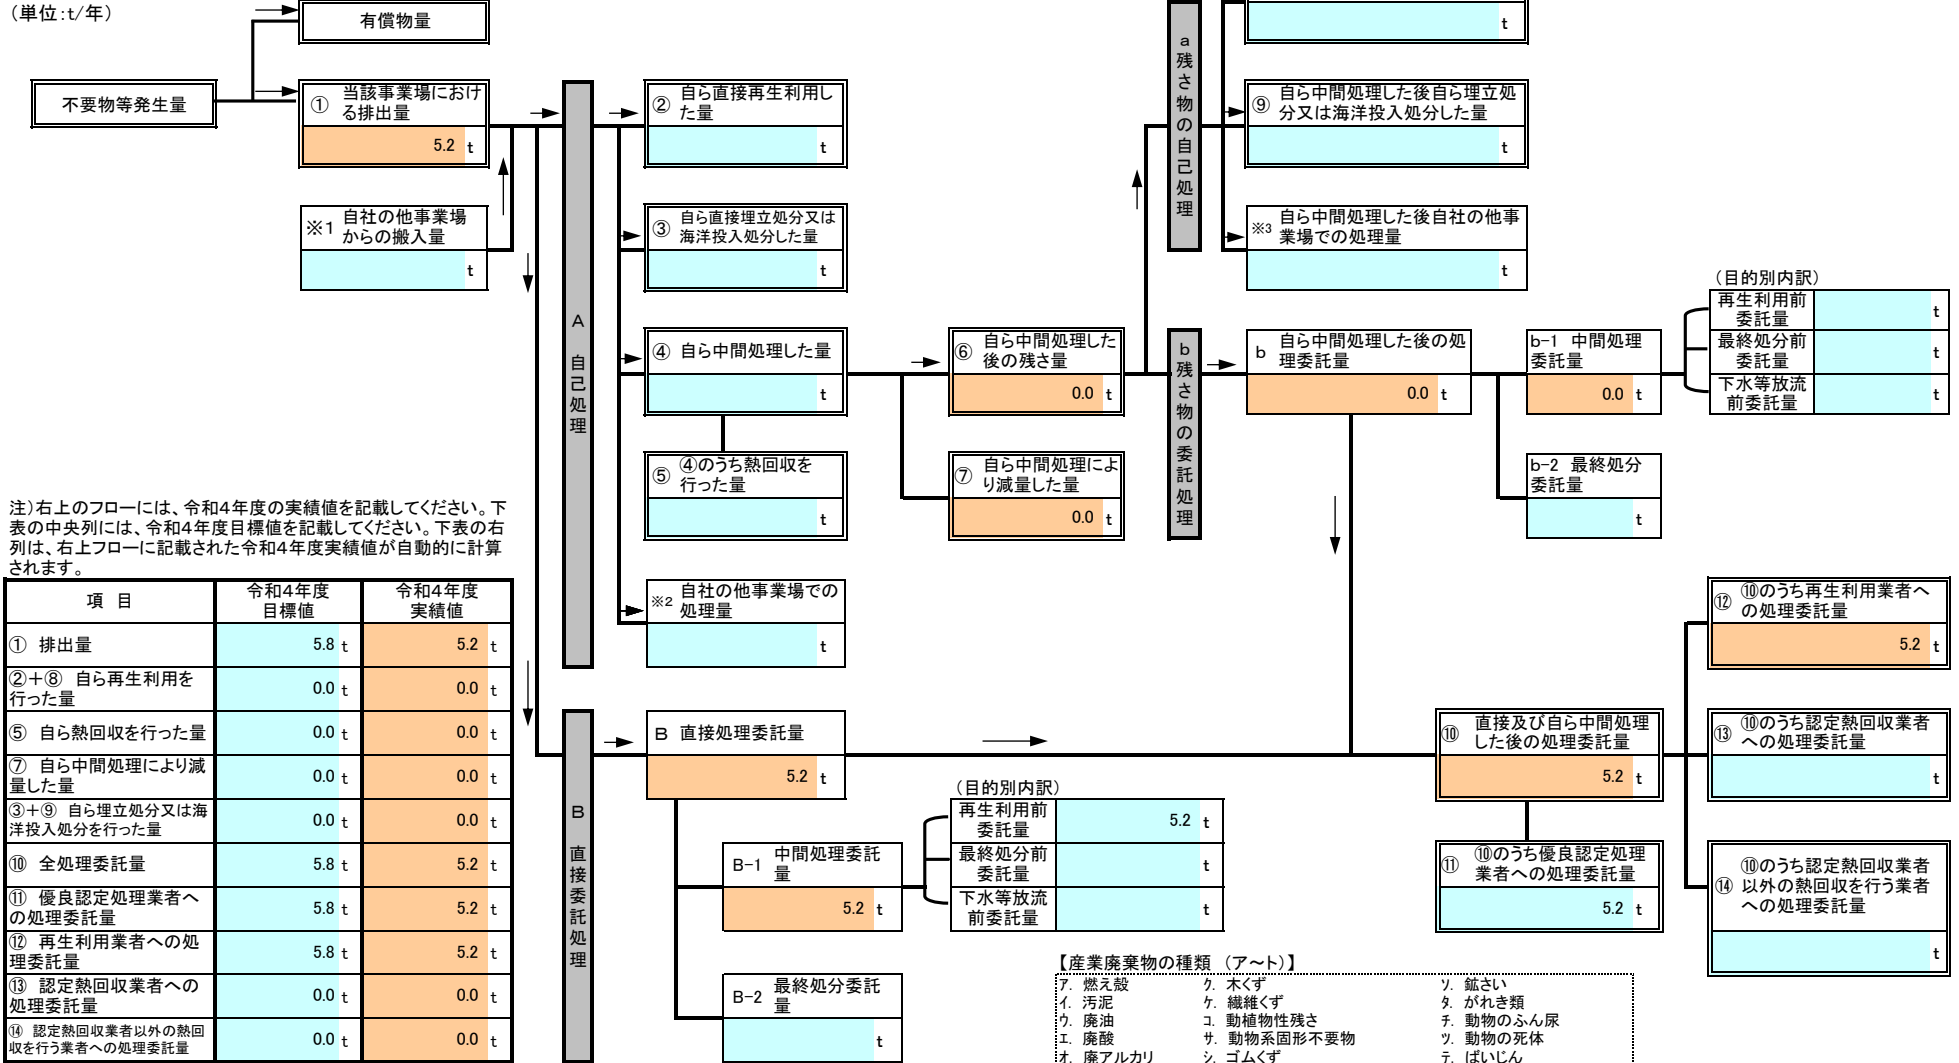 （単位：t/年）
有償物量
不要物等発生量
① 当該事業場におけ
る排出量
5.2 t
※1 自社の他事業場
からの搬入量
t
A 自己処理
② 自ら直接再生利用し
た量
t
③ 自ら直接埋立処分又は
海洋投入処分した量
t
④ 自ら中間処理した量
t
⑤ ④のうち熱回収を
行った量
t
※2 自社の他事業場での
処理量
t
⑥ 自ら中間処理した
後の残さ量
0.0 t
⑦ 自ら中間処理によ
り減量した量
0.0 t
a 残さ物の自己処理
t
⑨ 自ら中間処理した後自ら埋立処
分又は海洋投入処分した量
t
※3 自ら中間処理した後自社の他事
業場での処理量
t
b 残さ物の委託処理
b 自ら中間処理した後の処
理委託量
0.0 t
b-1 中間処理
委託量
0.0 t
b-2 最終処分
委託量
t
（目的別内訳）
再生利用前
委託量 t
最終処分前
委託量 t
下水等放流
前委託量 t
注）右上のフローには、令和4年度の実績値を記載してください。下
表の中央列には、令和4年度目標値を記載してください。下表の右
列は、右上フローに記載された令和4年度実績値が自動的に計算
されます。
項 目 令和4年度 目標値 令和4年度 実績値
① 排出量 5.8 t 5.2 t
②＋⑧ 自ら再生利用を
行った量 0.0 t 0.0 t
⑤ 自ら熱回収を行った量 0.0 t 0.0 t
⑦ 自ら中間処理により減
量した量 0.0 t 0.0 t
③＋⑨ 自ら埋立処分又は海
洋投入処分を行った量 0.0 t 0.0 t
⑩ 全処理委託量 5.8 t 5.2 t
⑪ 優良認定処理業者へ
の処理委託量 5.8 t 5.2 t
⑫ 再生利用業者への処
理委託量 5.8 t 5.2 t
⑬ 認定熱回収業者への
処理委託量 0.0 t 0.0 t
⑭ 認定熱回収業者以外の熱回
収を行う業者への処理委託量 0.0 t 0.0 t
B 直接委託処理
B 直接処理委託量
5.2 t
B-1 中間処理委託
量
5.2 t
B-2 最終処分委託
量
t
（目的別内訳）
再生利用前
委託量 5.2 t
最終処分前
委託量 t
下水等放流
前委託量 t
⑩ 直接及び自ら中間処理
した後の処理委託量
5.2 t
⑪ ⑩のうち優良認定処理
業者への処理委託量
5.2 t
⑫ ⑩のうち再生利用業者へ
の処理委託量
5.2 t
⑬ ⑩のうち認定熱回収業者
への処理委託量
t
⑭ ⑩のうち認定熱回収業者
以外の熱回収を行う業者
への処理委託量
t
【産業廃棄物の種類 （ア～ト）】
ア. 燃え殻 ク. 木くず ソ. 鉱さい
イ. 汚泥 ケ. 繊維くず タ. がれき類
ウ. 廃油 コ. 動植物性残さ チ. 動物のふん尿
エ. 廃酸 サ. 動物系固形不要物 ツ. 動物の死体
オ. 廃アルカリ シ. ゴムくず テ. ばいじん